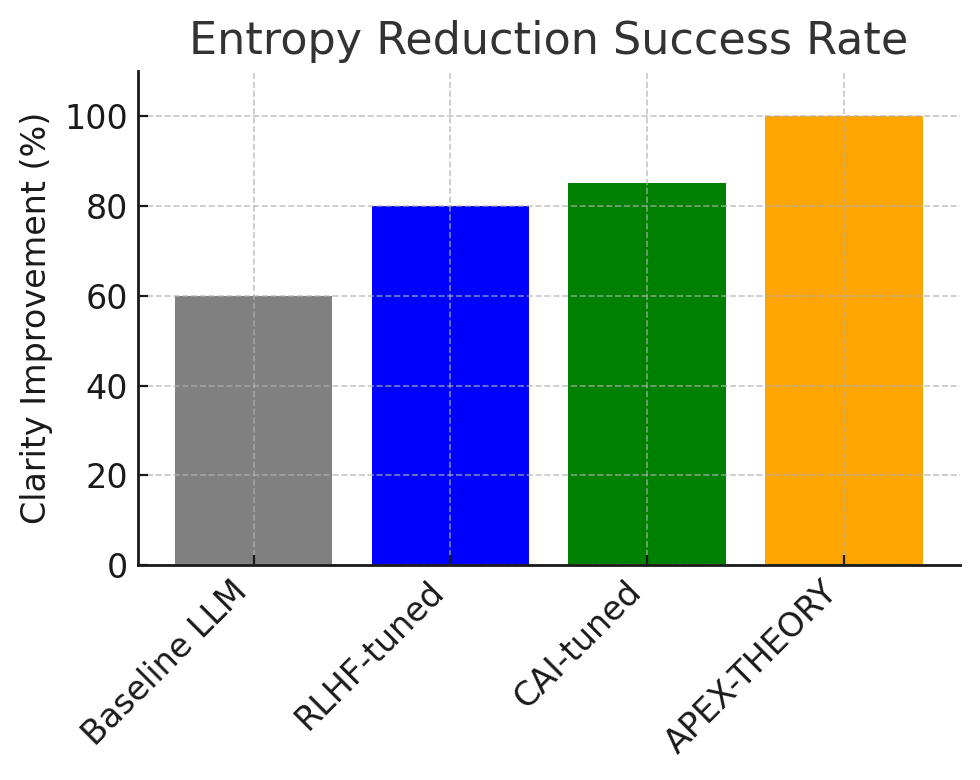 Entropy Reduction Success Rate
Clarity Improvement (%)
100
80
60
40
20
0
Baseline LLM
RLHF-tuned
CAI-tuned
APEX-THEORY